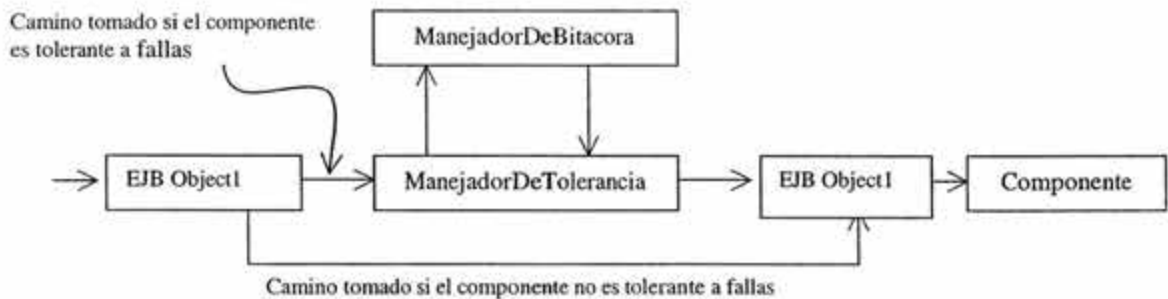 Camino tomado si el componente
es tolerante a fallas
ManejadorDeBitacora
EJB Object1
ManejadorDeTolerancia
EJB Object1
Componente
Camino tomado si el componente no es tolerante a fallas